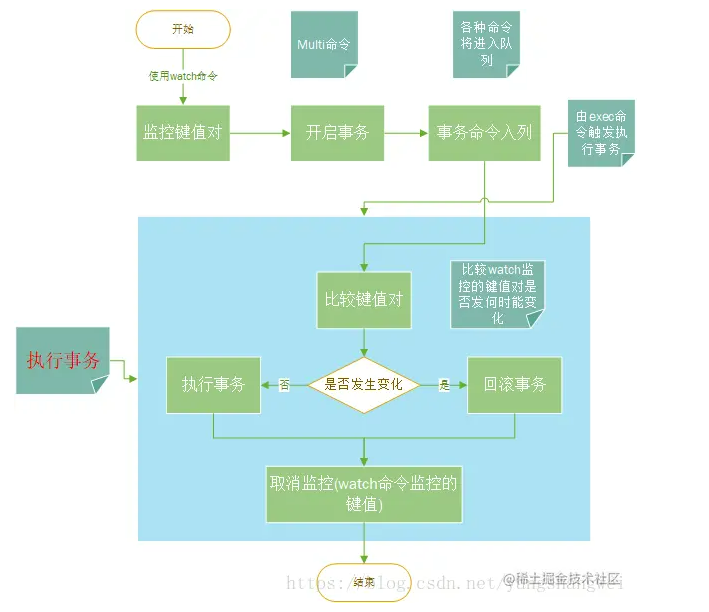 开始
Multi命令
各种命令
将进入队
列
使用watch命令
监控键值对
开启事务
事务命令入列
由exec命
令触发执
行事务
比较键值对
比较watch监
控的键值对是
否发何时能变
化
执行事务
执行事务
否
是否发生变化
是
回滚事务
取消监控(watch命令监控的
键值)
结束
https://blog.csdn.net/yungshangwei
@稀土掘金技术社区